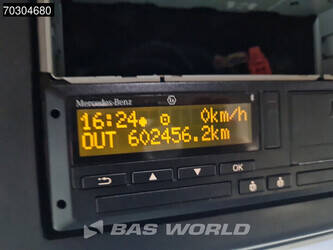 70304680
Mercedes-Benz
16:24 0km/h
OUT 602456.2km
OK
BAS WORLD